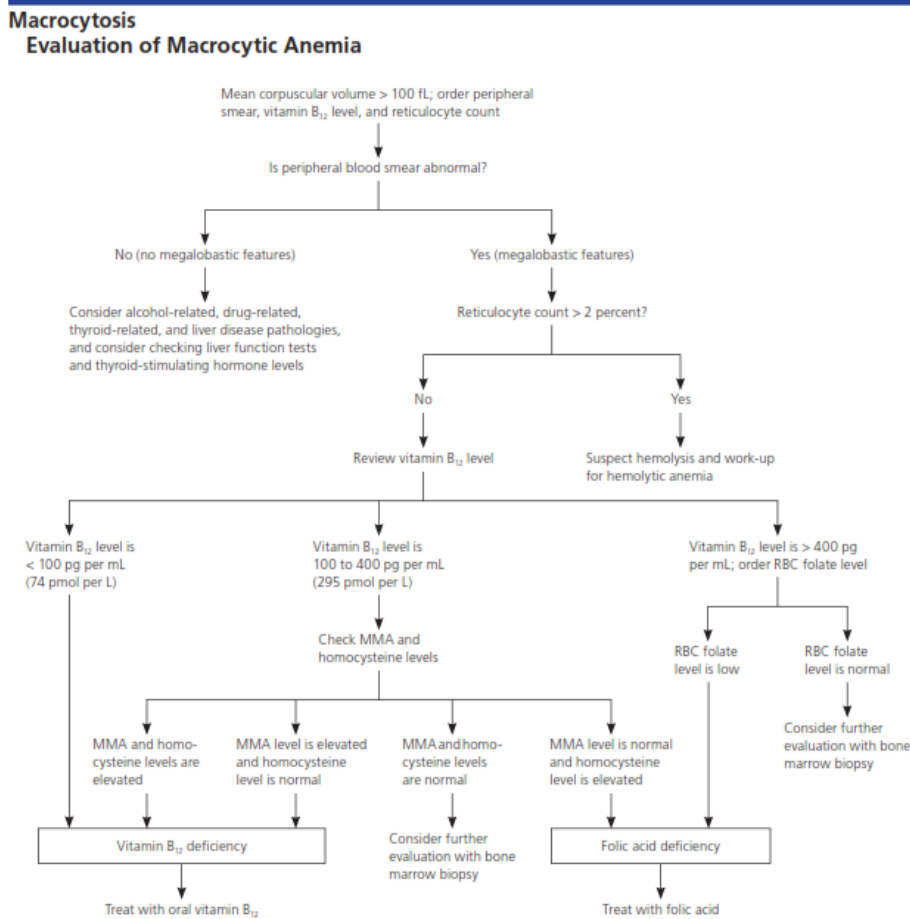 Macrocytosis
Evaluation of Macrocytic Anemia
Mean corpuscular volume > 100 fL; order peripheral
smear, vitamin B₁₂ level, and reticulocyte count
Is peripheral blood smear abnormal?
No (no megalobastic features)
Yes (megalobastic features)
Consider alcohol-related, drug-related,
thyroid-related, and liver disease pathologies,
and consider checking liver function tests
and thyroid-stimulating hormone levels
Reticulocyte count > 2 percent?
No
Yes
Review vitamin B₁₂ level
Suspect hemolysis and work-up
for hemolytic anemia
Vitamin B₁₂ level is
< 100 pg per mL
(74 pmol per L)
Vitamin B₁₂ level is
100 to 400 pg per mL
(295 pmol per L)
Vitamin B₁₂ level is > 400 pg
per mL; order RBC folate level
Check MMA and
homocysteine levels
RBC folate
level is low
RBC folate
level is normal
MMA and homo-
cysteine levels are
elevated
MMA level is elevated
and homocysteine
level is normal
MMA and homo-
cysteine levels
are normal
MMA level is normal
and homocysteine
level is elevated
Consider further
evaluation with bone
marrow biopsy
Vitamin B₁₂ deficiency
Consider further
evaluation with bone
marrow biopsy
Folic acid deficiency
Treat with oral vitamin B₁₂
Treat with folic acid